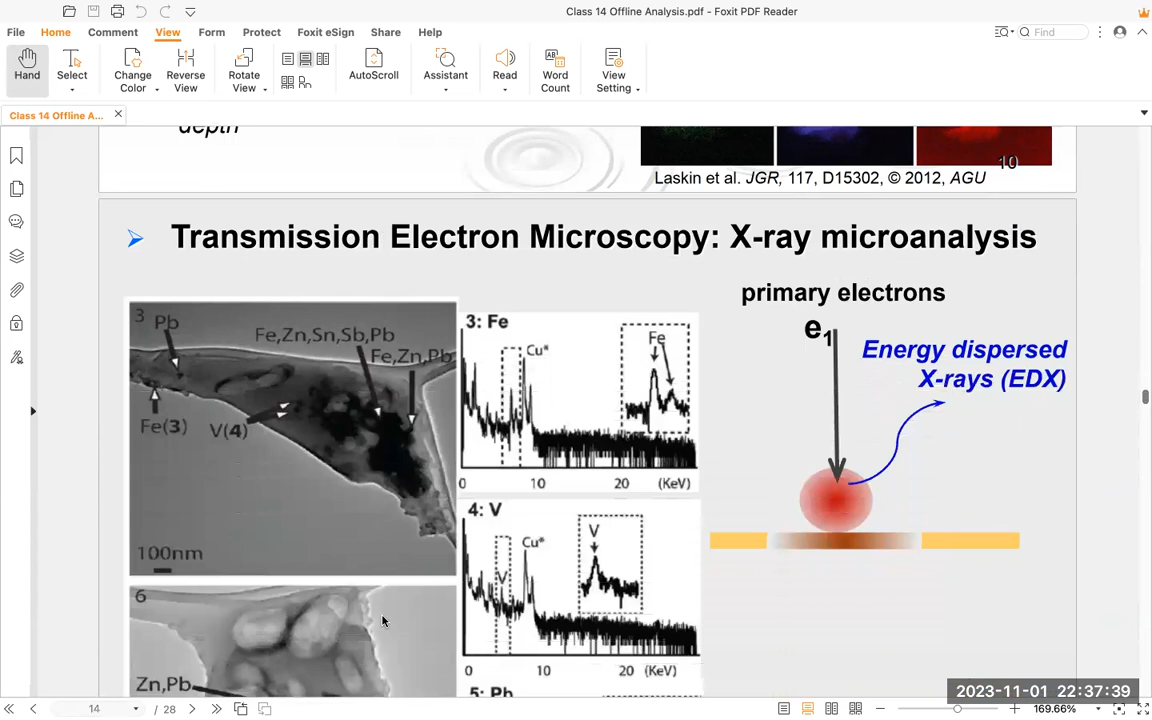 Class 14 Offline Analysis.pdf - Foxit PDF Reader
File Home Comment View Form Protect Foxit eSign Share Help Find
Hand Select Change Color Reverse View Rotate View AutoScroll Assistant Read Word Count View Setting
Class 14 Offline A...
depth
10
Laskin et al. JGR, 117, D15302, © 2012, AGU
Transmission Electron Microscopy: X-ray microanalysis
3
Pb
Fe,Zn,Sn,Sb,Pb
Fe,Zn,Pb
Fe(3)
V(4)
100nm
3: Fe
Cu*
Fe
0 10 20 (KeV)
4: V
Cu*
V
V
0 10 20 (KeV)
primary electrons
e1
Energy dispersed
X-rays (EDX)
6
Zn,Pb
5: Pb
2023-11-01 22:37:39
14 / 28 169.66%